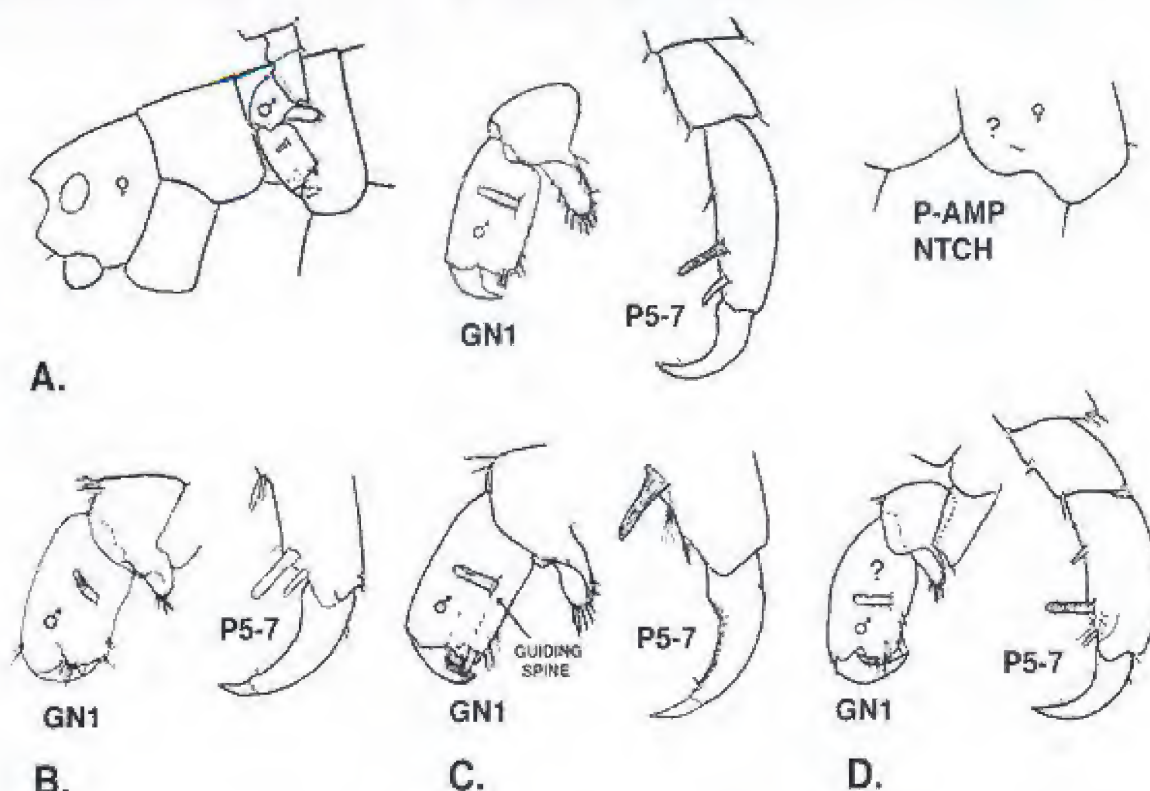 ♀
♂
♂
GN1
P5-7
? ♀
P-AMP
NTCH
A.
♂
GN1
P5-7
♂
GUIDING
SPINE
GN1
P5-7
?
♂
GN1
P5-7
B.
C.
D.